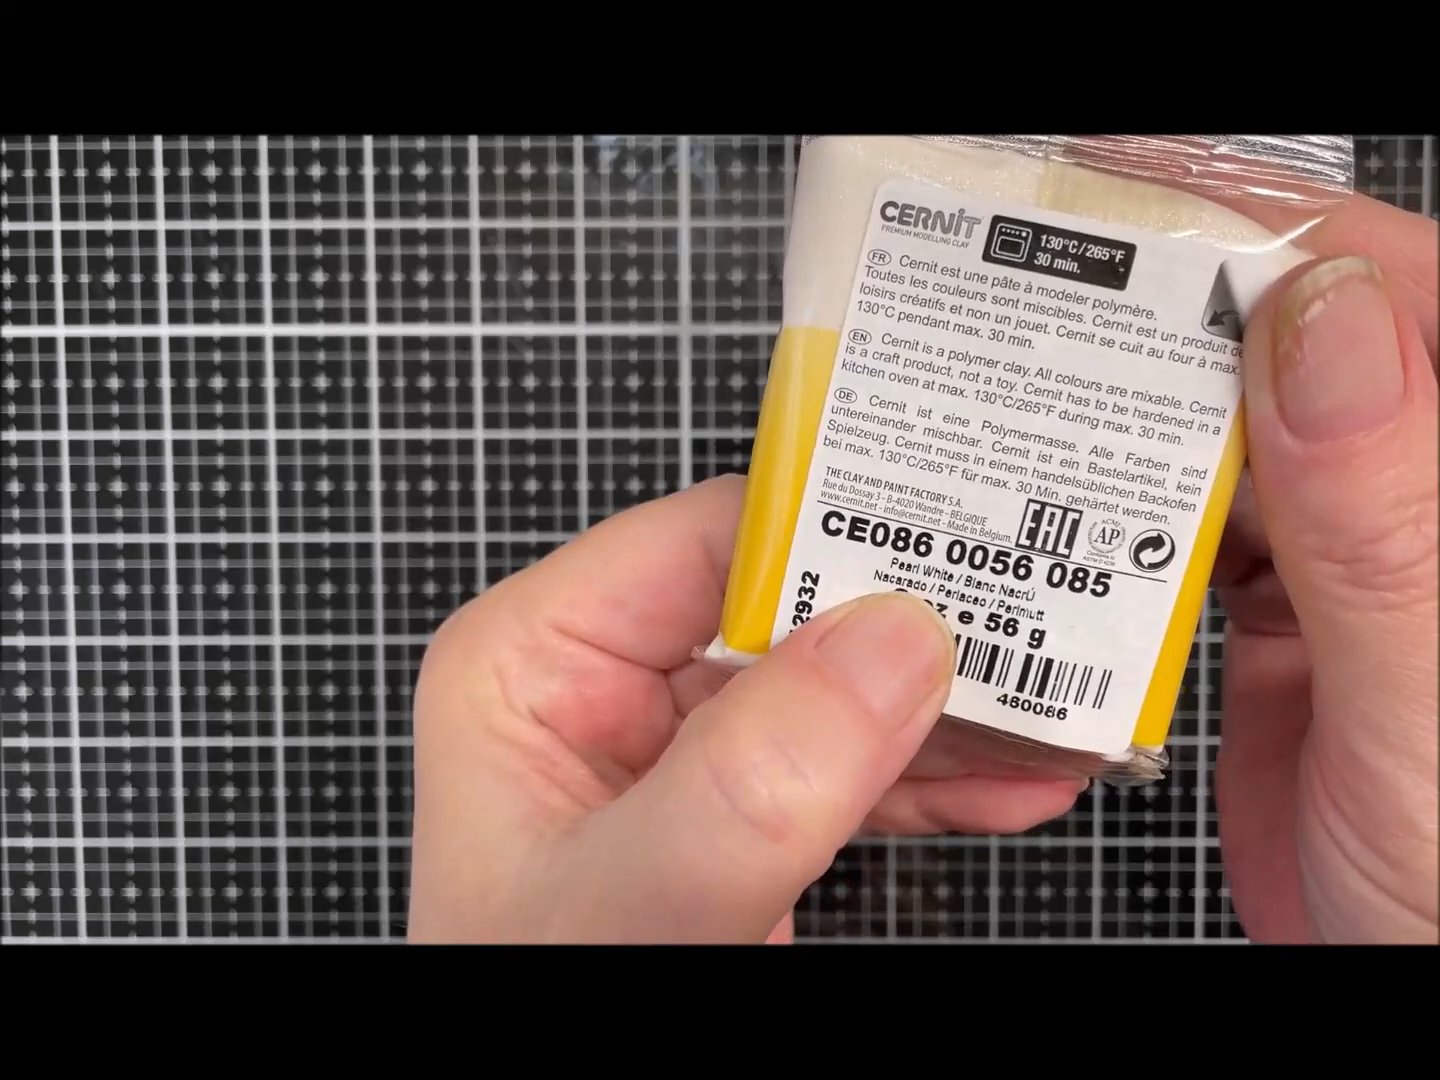 CERNIT
PREMIUM MODELLING CLAY
130°C/265°F
30 min.
FR Cernit est une pâte à modeler polymère.
Toutes les couleurs sont miscibles. Cernit est un produit de
loisirs créatifs et non un jouet. Cernit se cuit au four à max.
130°C pendant max. 30 min.
EN Cernit is a polymer clay. All colours are mixable. Cernit
is a craft product, not a toy. Cernit has to be hardened in a
kitchen oven at max. 130°C/265°F during max. 30 min.
DE Cernit ist eine Polymermasse. Alle Farben sind
untereinander mischbar. Cernit ist ein Bastelartikel, kein
Spielzeug. Cernit muss in einem handelsüblichen Backofen
bei max. 130°C/265°F für max. 30 Min. gehärtet werden.
THE CLAY AND PAINT FACTORY S.A.
Rue du Dossay 3 - B-4020 Wandre - BELGIQUE
www.cernit.net - info@cernit.net - Made in Belgium.
EAC
ACMI
AP
Conforms to
ASTM D 4236
CE086 0056 085
Pearl White / Blanc NacrÚ
Nacarado / Perlaceo / Perlmutt
e 56 g
2932
460086